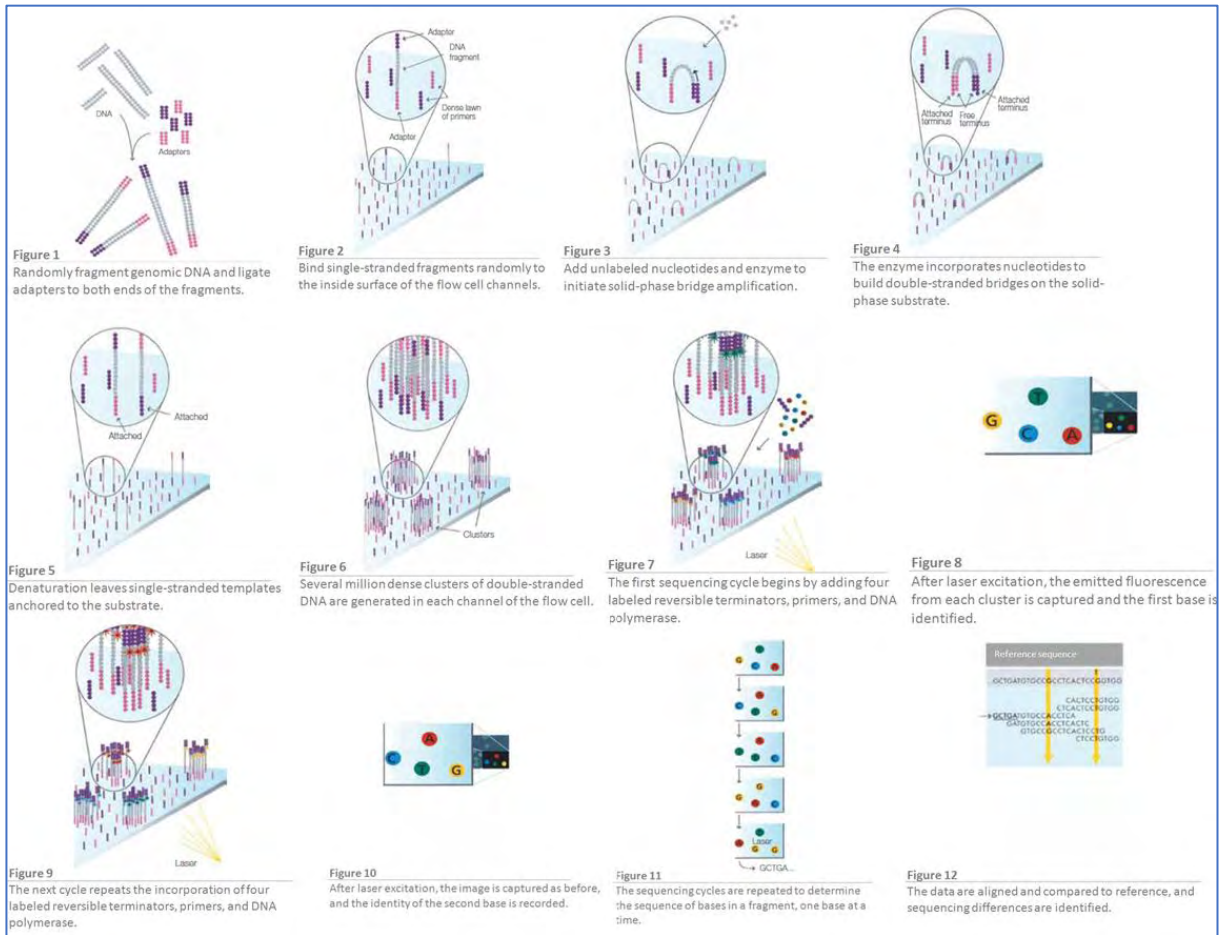 DNA
Adapters
Figure 1
Randomly fragment genomic DNA and ligate
adapters to both ends of the fragments.
Adapter
DNA
fragment
Dense lawn
of primers
Adapter
Figure 2
Bind single-stranded fragments randomly to
the inside surface of the flow cell channels.
Figure 3
Add unlabeled nucleotides and enzyme to
initiate solid-phase bridge amplification.
Attached
terminus
Free
terminus
Attached
terminus
Figure 4
The enzyme incorporates nucleotides to
build double-stranded bridges on the solid-
phase substrate.
Attached
Attached
Figure 5
Denaturation leaves single-stranded templates
anchored to the substrate.
Clusters
Figure 6
Several million dense clusters of double-stranded
DNA are generated in each channel of the flow cell.
Laser
Figure 7
The first sequencing cycle begins by adding four
labeled reversible terminators, primers, and DNA
polymerase.
T
G
C
A
Figure 8
After laser excitation, the emitted fluorescence
from each cluster is captured and the first base is
identified.
Laser
Figure 9
The next cycle repeats the incorporation of four
labeled reversible terminators, primers, and DNA
polymerase.
A
C
T
G
Figure 10
After laser excitation, the image is captured as before,
and the identity of the second base is recorded.
Laser
GCTGA...
Figure 11
The sequencing cycles are repeated to determine
the sequence of bases in a fragment, one base at a
time.
Reference sequence
...GCTGATGTGCCGCCTCACTCCGGTGG
CACTCCTGTGG
CTCACTCCTGTGG
GCTGATGTGCCACCTCA
GATGTGCCACCTCACTC
GTGCCGCCTCACTCCTG
CTCCTGTGG
Figure 12
The data are aligned and compared to reference, and
sequencing differences are identified.